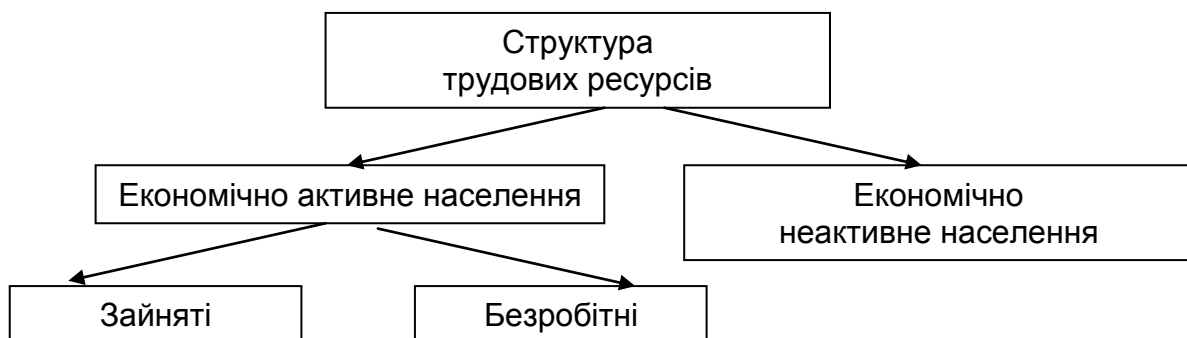 Структура
трудових ресурсів
Економічно активне населення
Економічно
неактивне населення
Зайняті
Безробітні